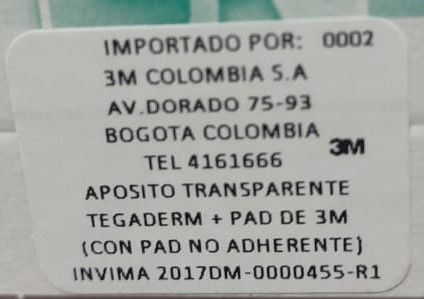 IMPORTADO POR: 0002
3M COLOMBIA S.A
AV.DORADO 75-93
BOGOTA COLOMBIA
3M
TEL 4161666
APOSITO TRANSPARENTE
TEGADERM + PAD DE 3M
(CON PAD NO ADHERENTE)
INVIMA 2017DM-0000455-R1